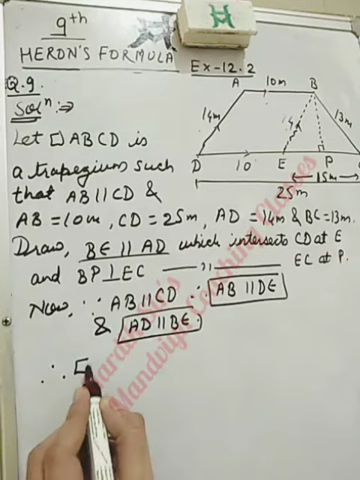 9th
HERON'S FORMULA
Ex-12.2
Q.9.
Solⁿ:⇒
A 10m B
14m 14 13m
D 10 E P C
15m
25m
Let □ABCD is
a trapezium such
that AB||CD &
AB=10m, CD=25m, AD=14m & BC=13m.
Draw, BE || AD which intersects CD at E
and BP⊥EC —— ,, —— EC at P.
Now, ∵ AB||CD ∴ AB || DE
& AD||BE.
∴ □